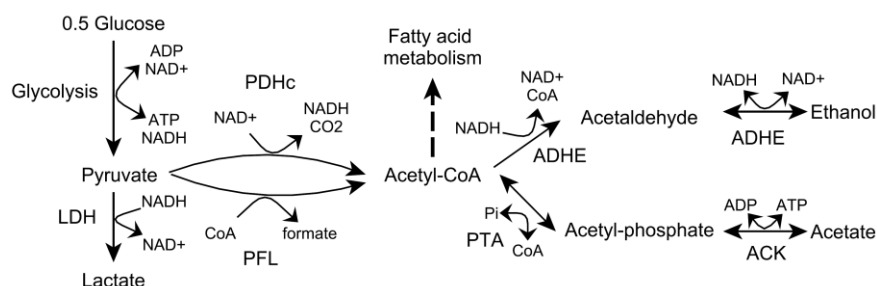 0.5 Glucose
Glycolysis
ADP
NAD+
ATP
NADH
Pyruvate
LDH
NADH
NAD+
Lactate
PDHc
NAD+
NADH
CO2
CoA
formate
PFL
Fatty acid
metabolism
Acetyl-CoA
NADH
NAD+
CoA
ADHE
Acetaldehyde
NADH
NAD+
ADHE
Ethanol
Pi
CoA
PTA
Acetyl-phosphate
ADP
ATP
ACK
Acetate